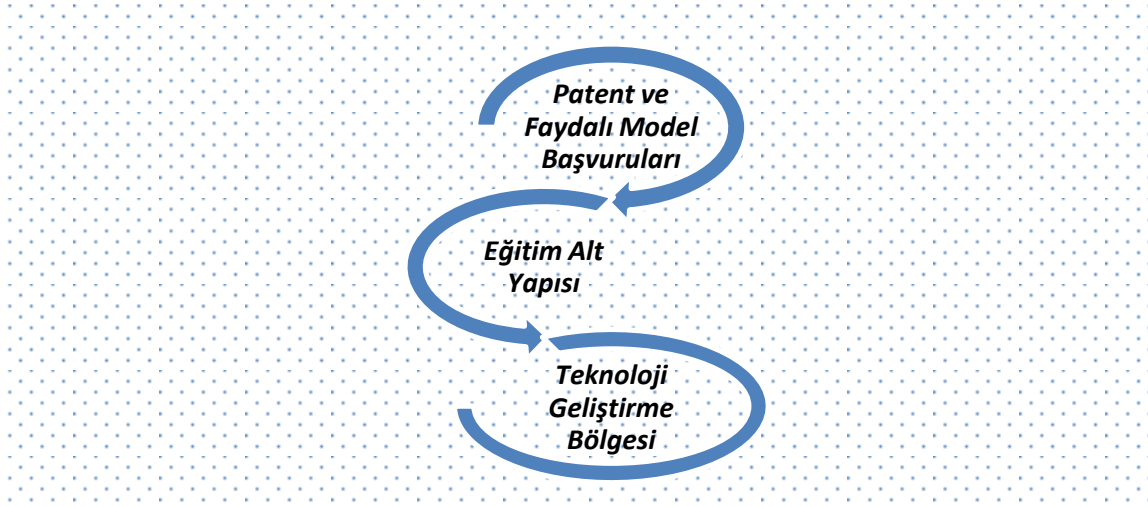 Patent ve
Faydalı Model
Başvuruları
Eğitim Alt
Yapısı
Teknoloji
Geliştirme
Bölgesi